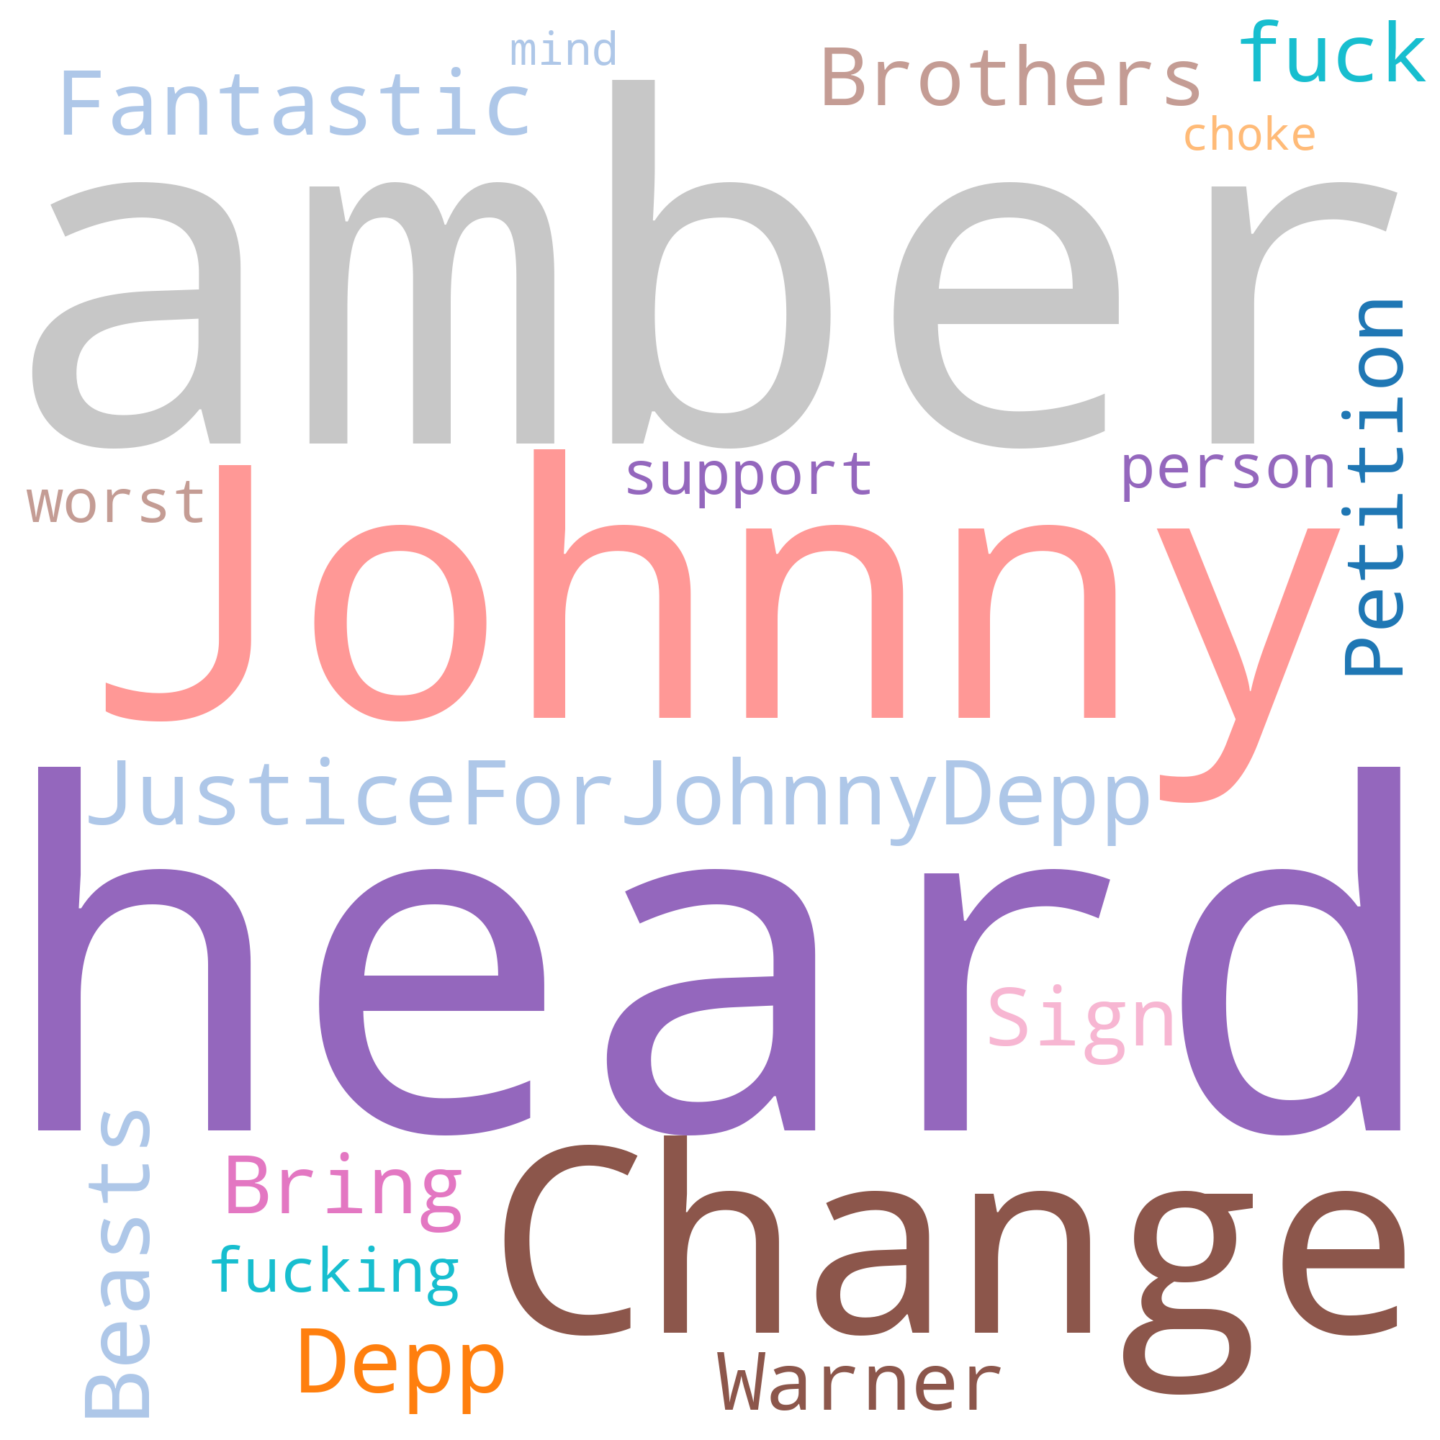 mind
Fantastic
Brothers
fuck
choke
amber
Petition
worst
support
person
Johnny
JusticeForJohnnyDepp
heard
Sign
Beasts
Bring
Change
fucking
Depp
Warner